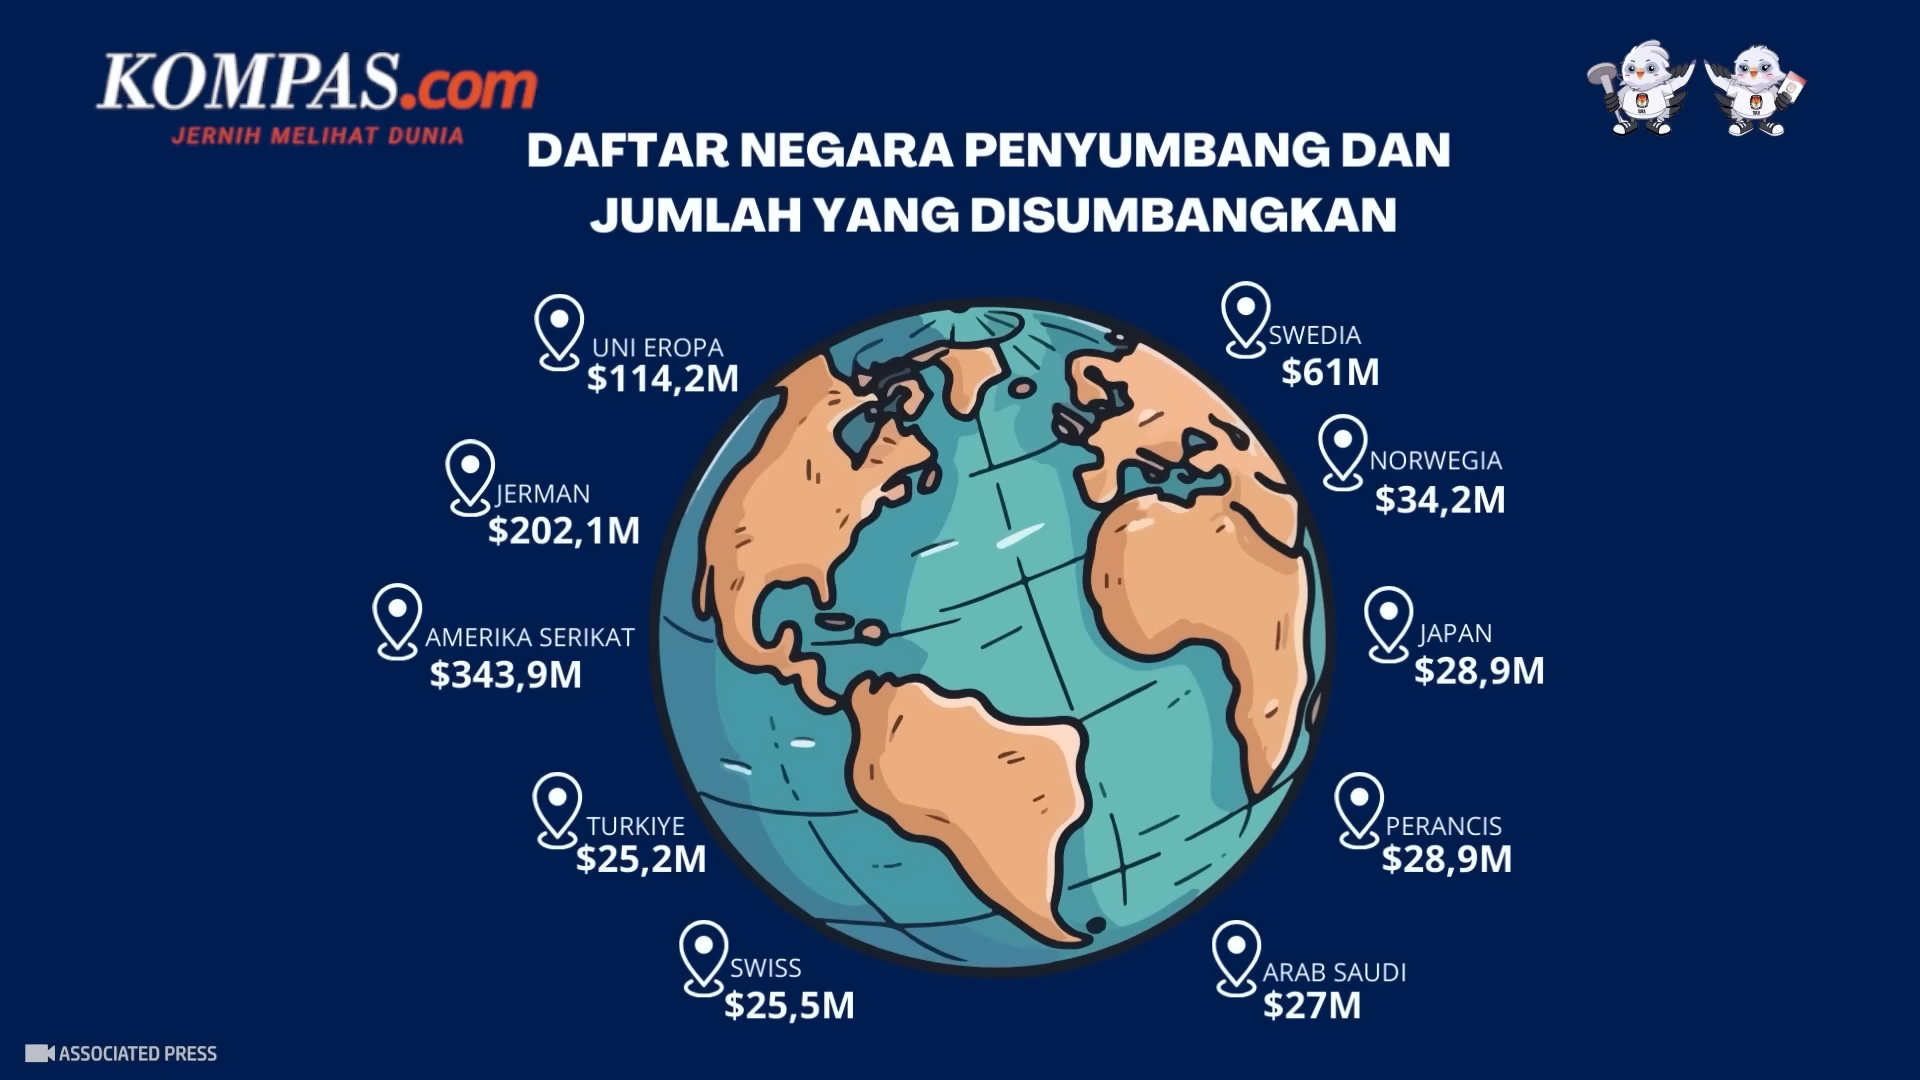 KOMPAS.com
JERNIH MELIHAT DUNIA
DAFTAR NEGARA PENYUMBANG DAN
JUMLAH YANG DISUMBANGKAN
UNI EROPA
$114,2M
JERMAN
$202,1M
AMERIKA SERIKAT
$343,9M
TURKIYE
$25,2M
SWISS
$25,5M
SWEDIA
$61M
NORWEGIA
$34,2M
JAPAN
$28,9M
PERANCIS
$28,9M
ARAB SAUDI
$27M
ASSOCIATED PRESS